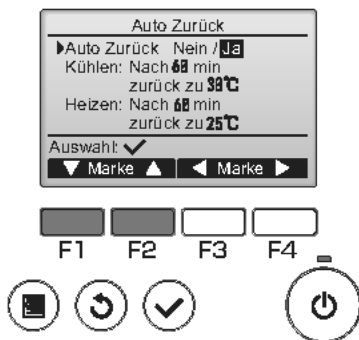 Auto Zurück
Auto Zurück Nein / Ja
Kühlen: Nach 60 min
zurück zu 30℃
Heizen: Nach 60 min
zurück zu 25℃
Auswahl:
Marke Marke
F1 F2 F3 F4